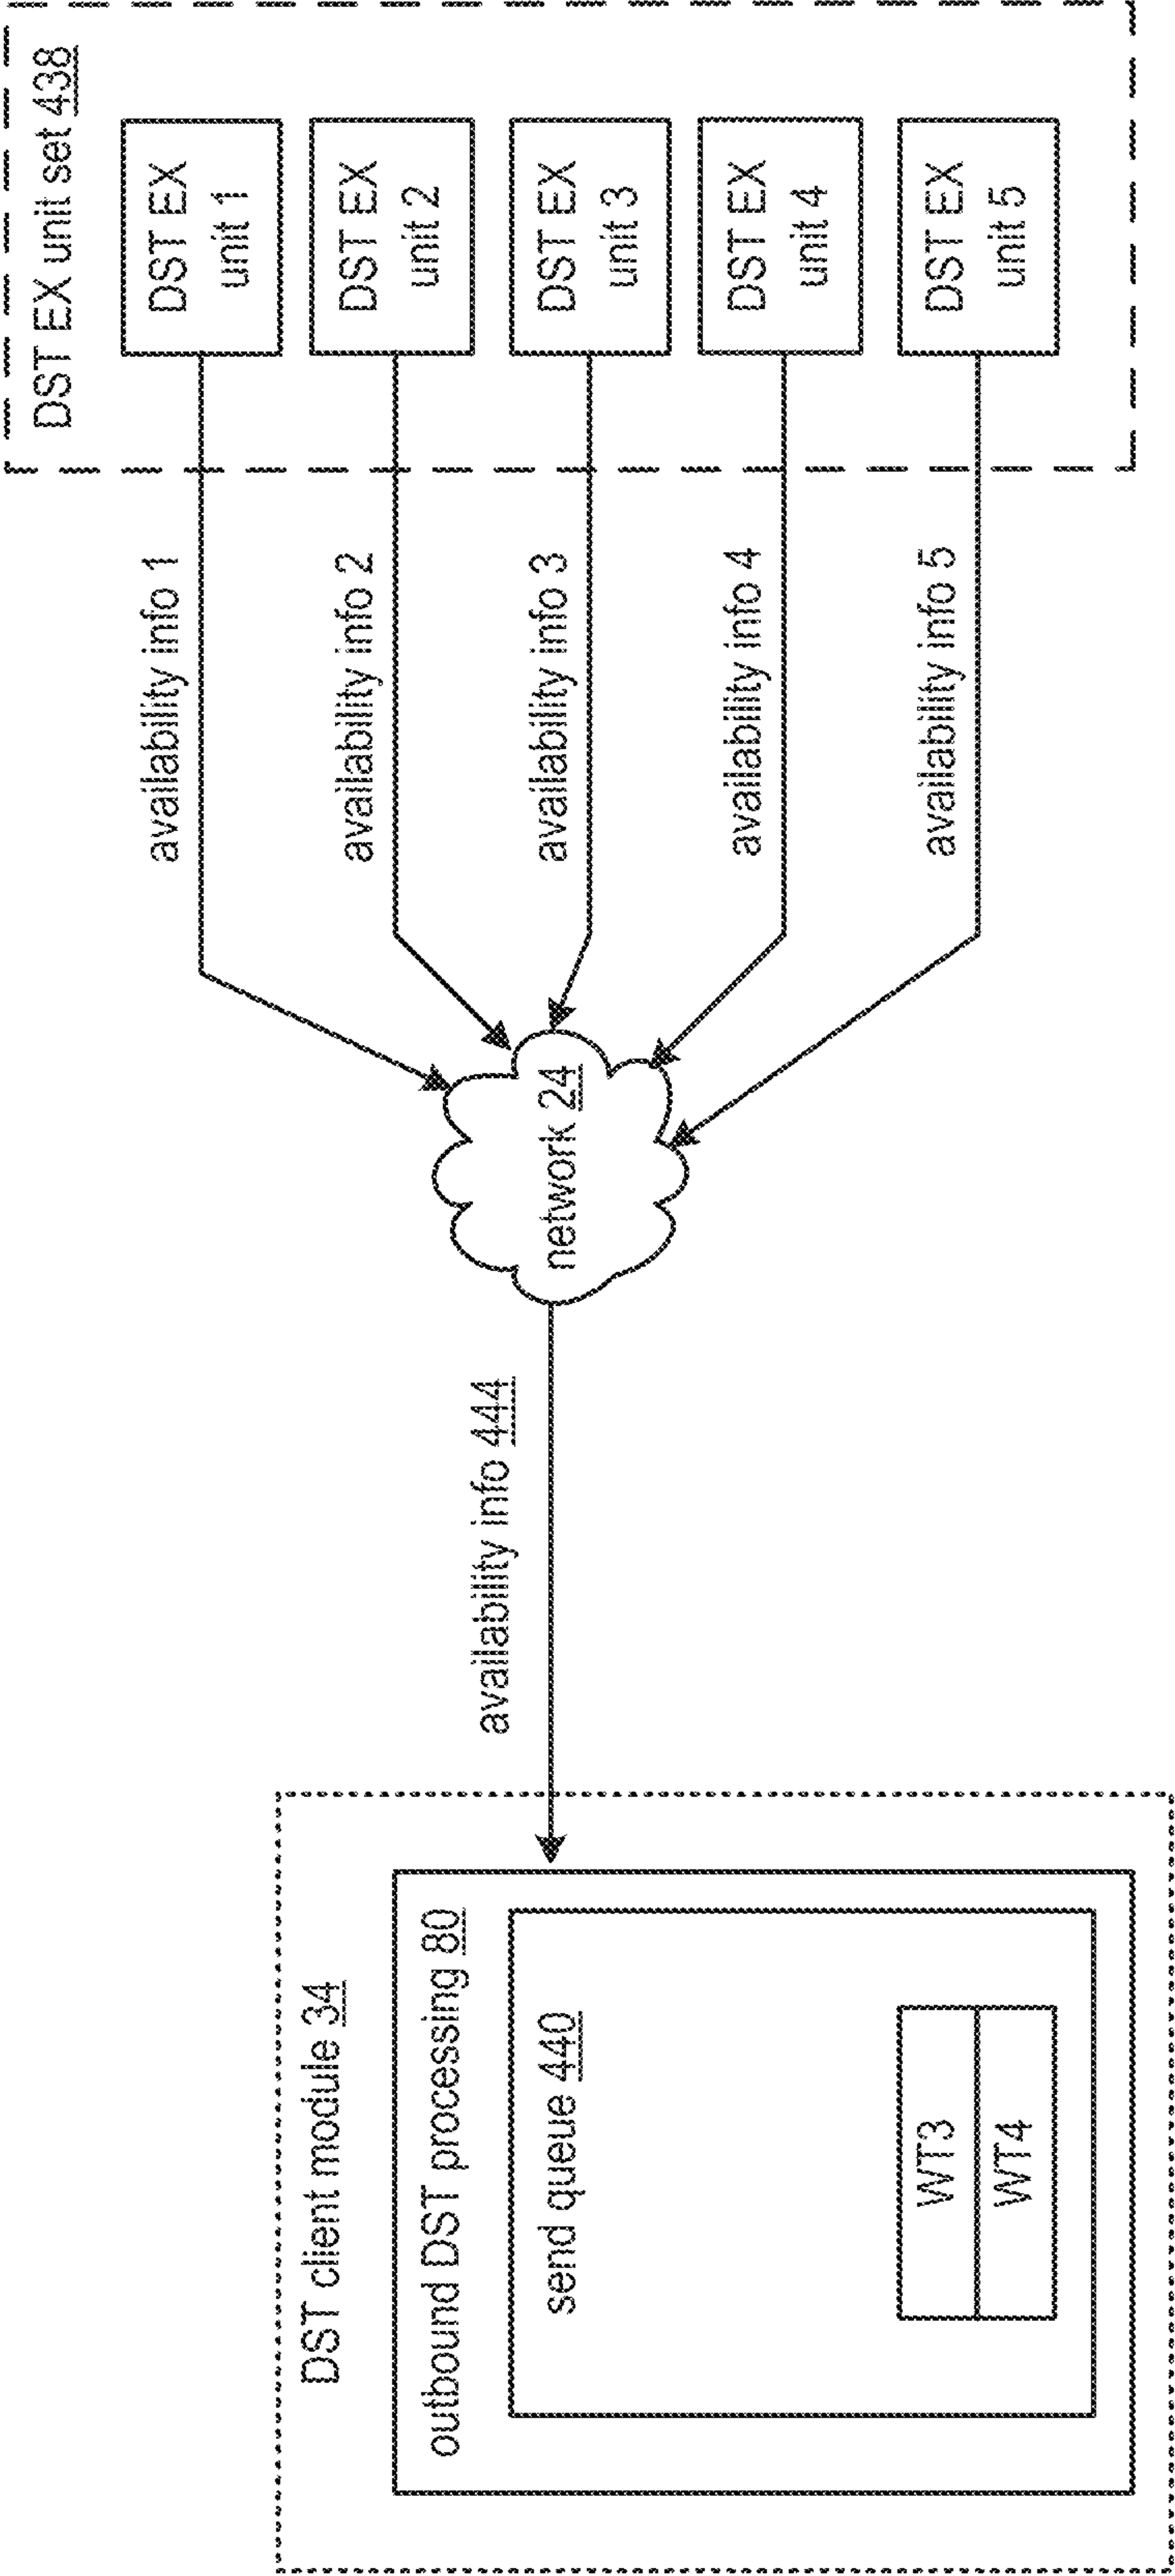 DST client module 34
outbound DST processing 80
send queue 440
WT3
WT4
availability info 444
network 24
availability info 1
availability info 2
availability info 3
availability info 4
availability info 5
DST EX unit set 438
DST EX
unit 1
DST EX
unit 2
DST EX
unit 3
DST EX
unit 4
DST EX
unit 5